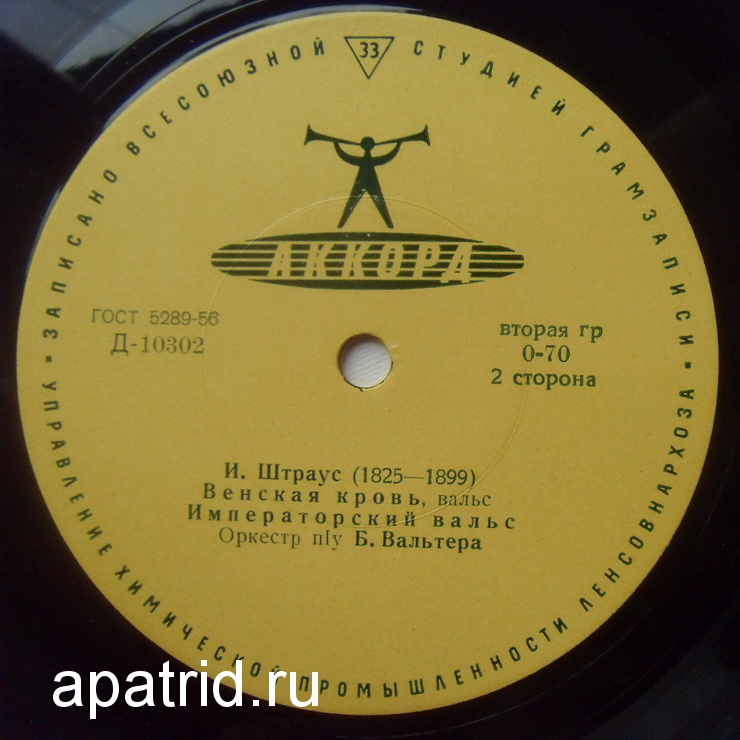 ЗАПИСАНО ВСЕСОЮЗНОЙ 33 СТУДИЕЙ ГРАМЗАПИСИ
АККОРД
ГОСТ 5289-56
Д-10302
вторая гр
0-70
2 сторона
И. Штраус (1825—1899)
Венская кровь, вальс
Императорский вальс
Оркестр п/у Б. Вальтера
• УПРАВЛЕНИЕ ХИМИЧЕСКОЙ ПРОМЫШЛЕННОСТИ ЛЕНСОВНАРХОЗА •
apatrid.ru